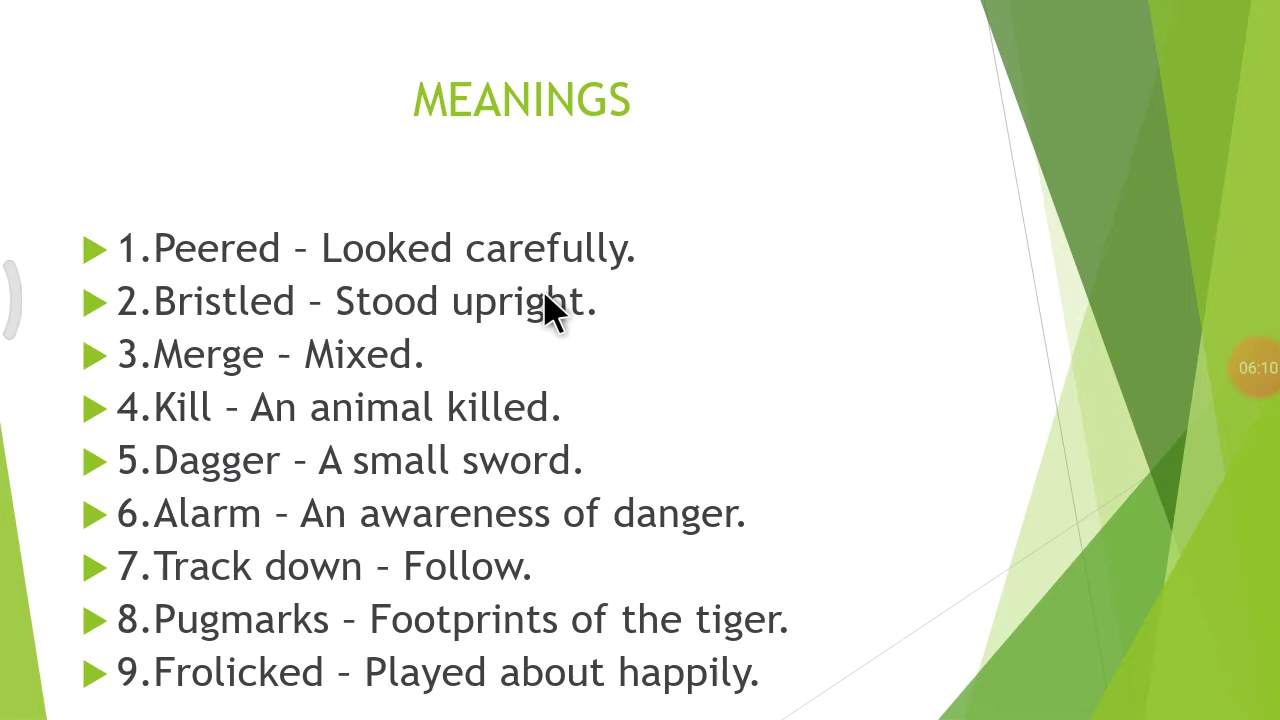 MEANINGS
1.Peered – Looked carefully.
2.Bristled – Stood upright.
3.Merge – Mixed.
4.Kill – An animal killed.
5.Dagger – A small sword.
6.Alarm – An awareness of danger.
7.Track down – Follow.
8.Pugmarks – Footprints of the tiger.
9.Frolicked – Played about happily.
06:10